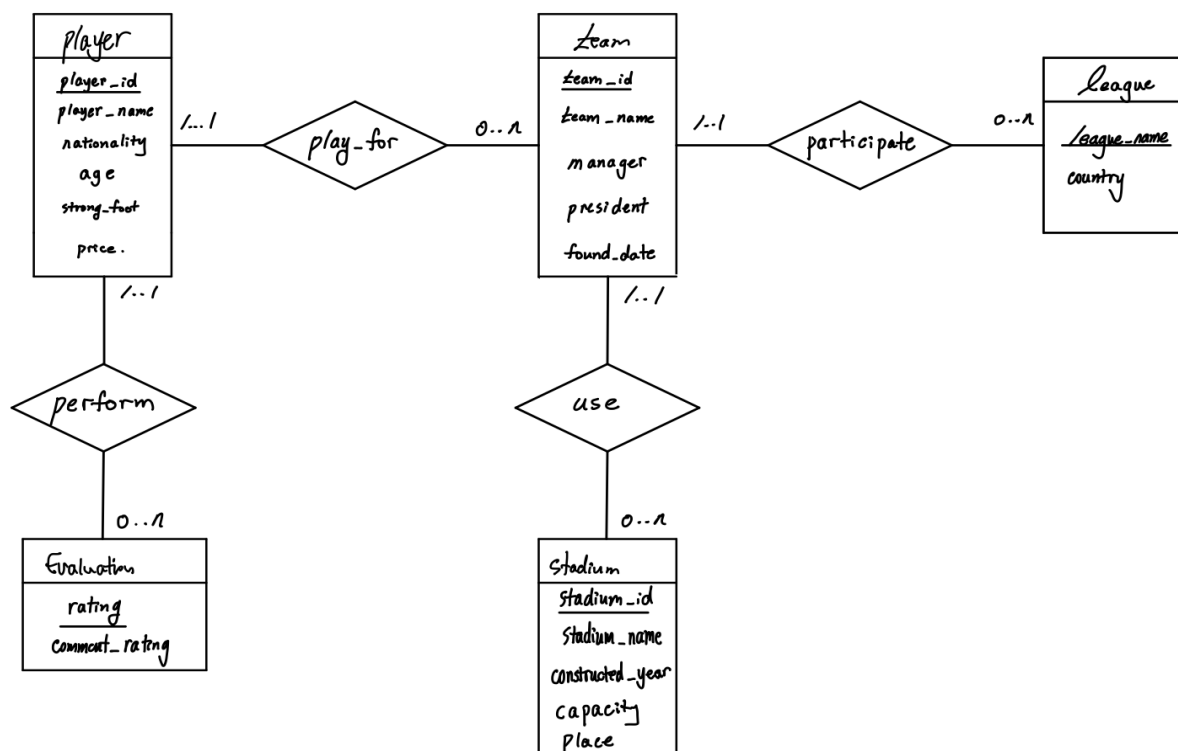 player
player_id
player_name
nationality
age
strong_foot
price.
1...1
play_for
0..n
team
team_id
team_name
manager
president
found_date
1..1
participate
0..n
league
league_name
country
1..1
perform
0..n
Evaluation
rating
comment_rating
1..1
use
0..n
Stadium
stadium_id
stadium_name
constructed_year
capacity
place